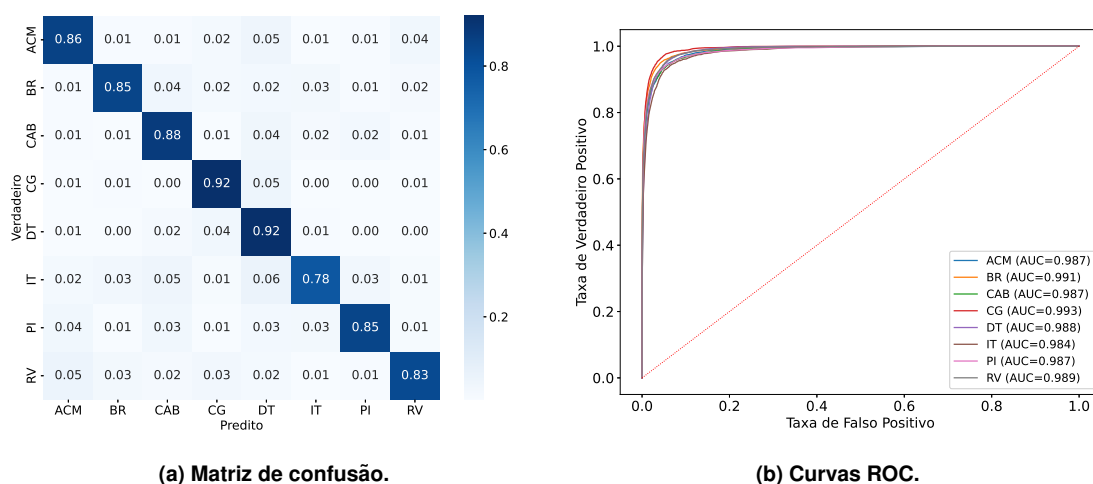 ACM 0.86 0.01 0.01 0.02 0.05 0.01 0.01 0.04
BR 0.01 0.85 0.04 0.02 0.02 0.03 0.01 0.02
CAB 0.01 0.01 0.88 0.01 0.04 0.02 0.02 0.01
CG 0.01 0.01 0.00 0.92 0.05 0.00 0.00 0.01
DT 0.01 0.00 0.02 0.04 0.92 0.01 0.00 0.00
IT 0.02 0.03 0.05 0.01 0.06 0.78 0.03 0.01
PI 0.04 0.01 0.03 0.01 0.03 0.03 0.85 0.01
RV 0.05 0.03 0.02 0.03 0.02 0.01 0.01 0.83
ACM BR CAB CG DT IT PI RV
Predito
Verdadeiro
0.8
0.6
0.4
0.2
(a) Matriz de confusão.
Taxa de Verdadeiro Positivo
1.0
0.8
0.6
0.4
0.2
0.0
ACM (AUC=0.987)
BR (AUC=0.991)
CAB (AUC=0.987)
CG (AUC=0.993)
DT (AUC=0.988)
IT (AUC=0.984)
PI (AUC=0.987)
RV (AUC=0.989)
0.0 0.2 0.4 0.6 0.8 1.0
Taxa de Falso Positivo
(b) Curvas ROC.